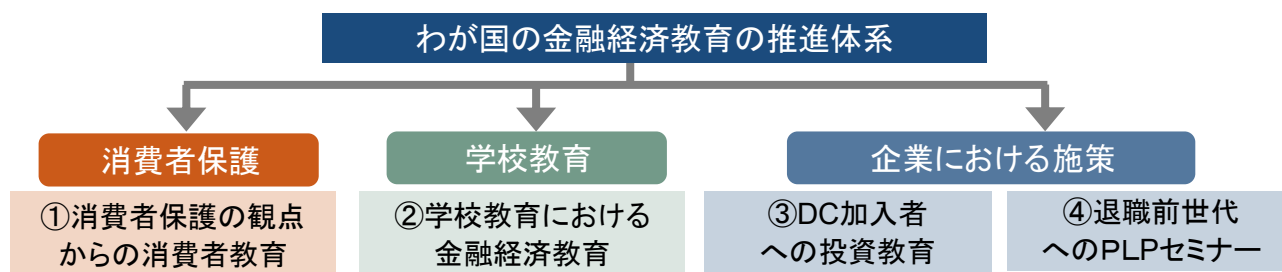 わが国の金融経済教育の推進体系
消費者保護
学校教育
企業における施策
①消費者保護の観点
からの消費者教育
②学校教育における
金融経済教育
③DC加入者
への投資教育
④退職前世代
へのPLPセミナー